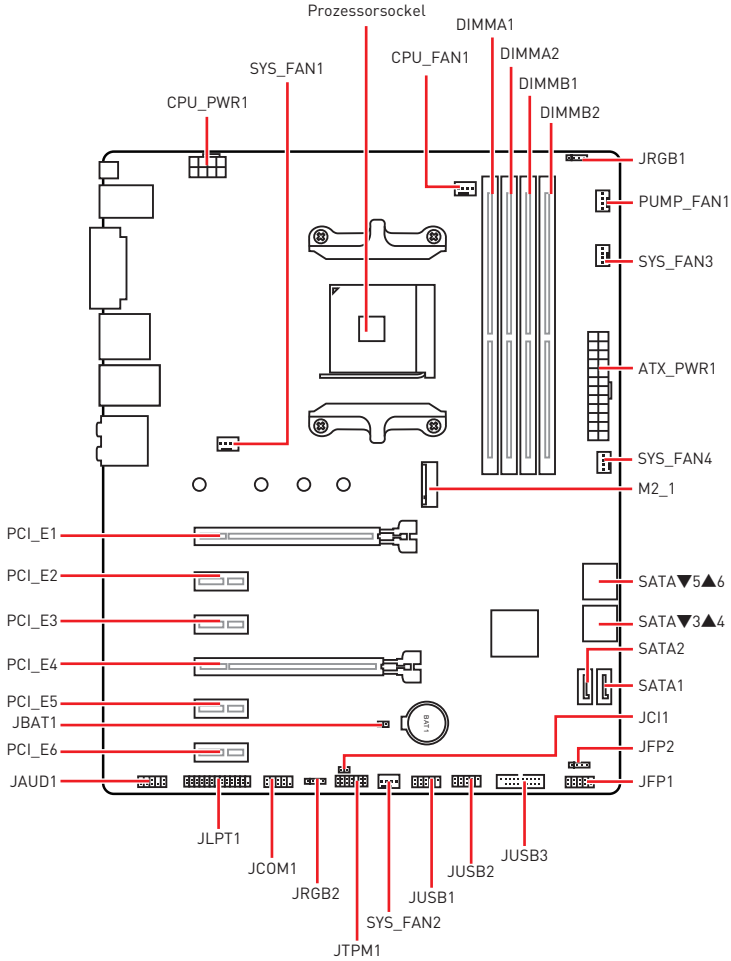 Prozessorsockel
DIMMA1
CPU_FAN1
DIMMA2
SYS_FAN1
DIMMB1
CPU_PWR1
DIMMB2
JRGB1
PUMP_FAN1
SYS_FAN3
ATX_PWR1
SYS_FAN4
M2_1
PCI_E1
PCI_E2
SATA▼5▲6
PCI_E3
SATA▼3▲4
PCI_E4
SATA2
SATA1
PCI_E5
JBAT1
BAT1
JCI1
PCI_E6
JFP2
JAUD1
JFP1
JLPT1
JCOM1
JRGB2
JTPM1
SYS_FAN2
JUSB1
JUSB2
JUSB3